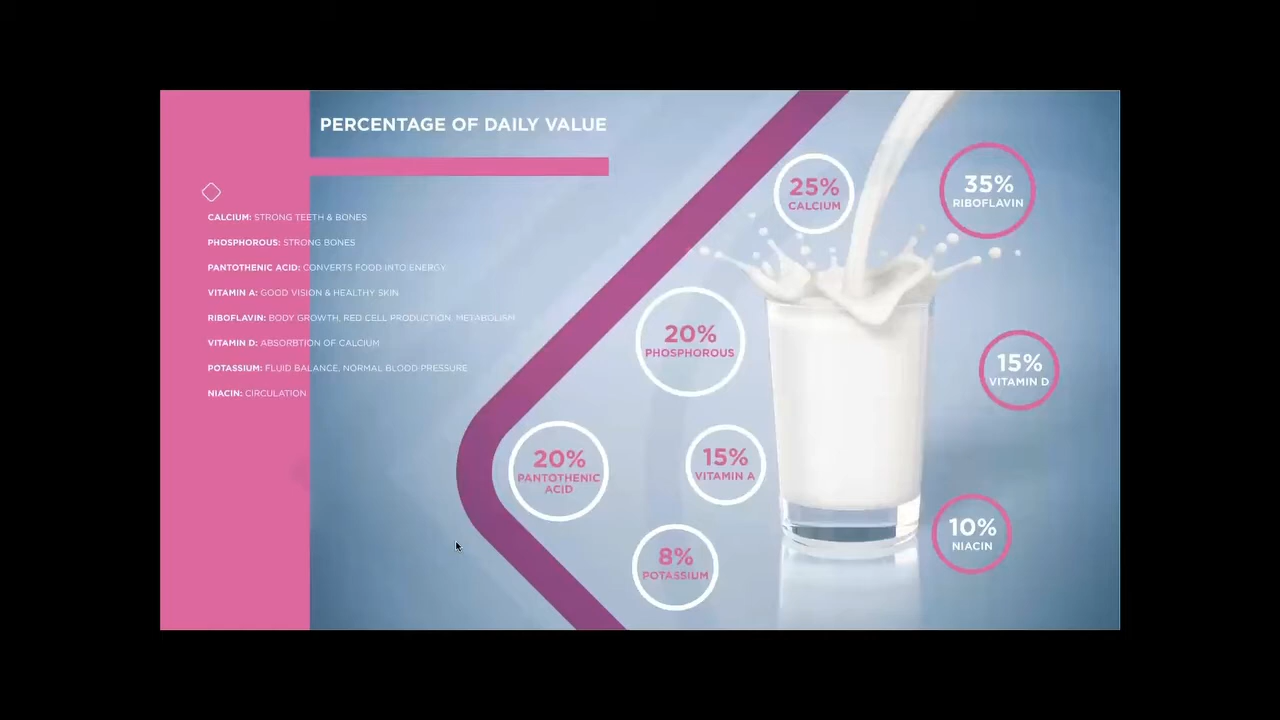 PERCENTAGE OF DAILY VALUE
CALCIUM: STRONG TEETH & BONES
PHOSPHOROUS: STRONG BONES
PANTOTHENIC ACID: CONVERTS FOOD INTO ENERGY
VITAMIN A: GOOD VISION & HEALTHY SKIN
RIBOFLAVIN: BODY GROWTH, RED CELL PRODUCTION, METABOLISM
VITAMIN D: ABSORBTION OF CALCIUM
POTASSIUM: FLUID BALANCE, NORMAL BLOOD PRESSURE
NIACIN: CIRCULATION
25%
CALCIUM
35%
RIBOFLAVIN
20%
PHOSPHOROUS
15%
VITAMIN D
20%
PANTOTHENIC
ACID
15%
VITAMIN A
10%
NIACIN
8%
POTASSIUM